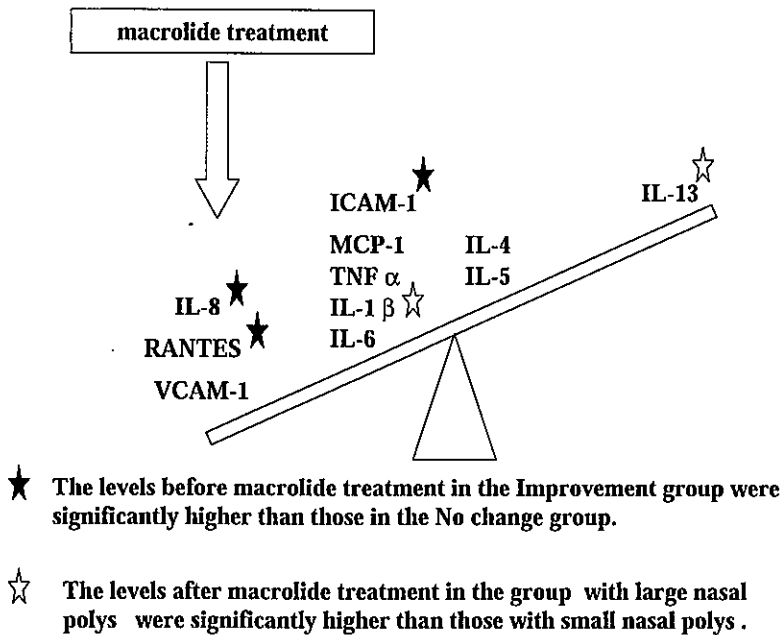 macrolide treatment
ICAM-1
IL-13
MCP-1 IL-4
TNF α IL-5
IL-8 IL-1 β
RANTES IL-6
VCAM-1
The levels before macrolide treatment in the Improvement group were
significantly higher than those in the No change group.
The levels after macrolide treatment in the group with large nasal
polys were significantly higher than those with small nasal polys .